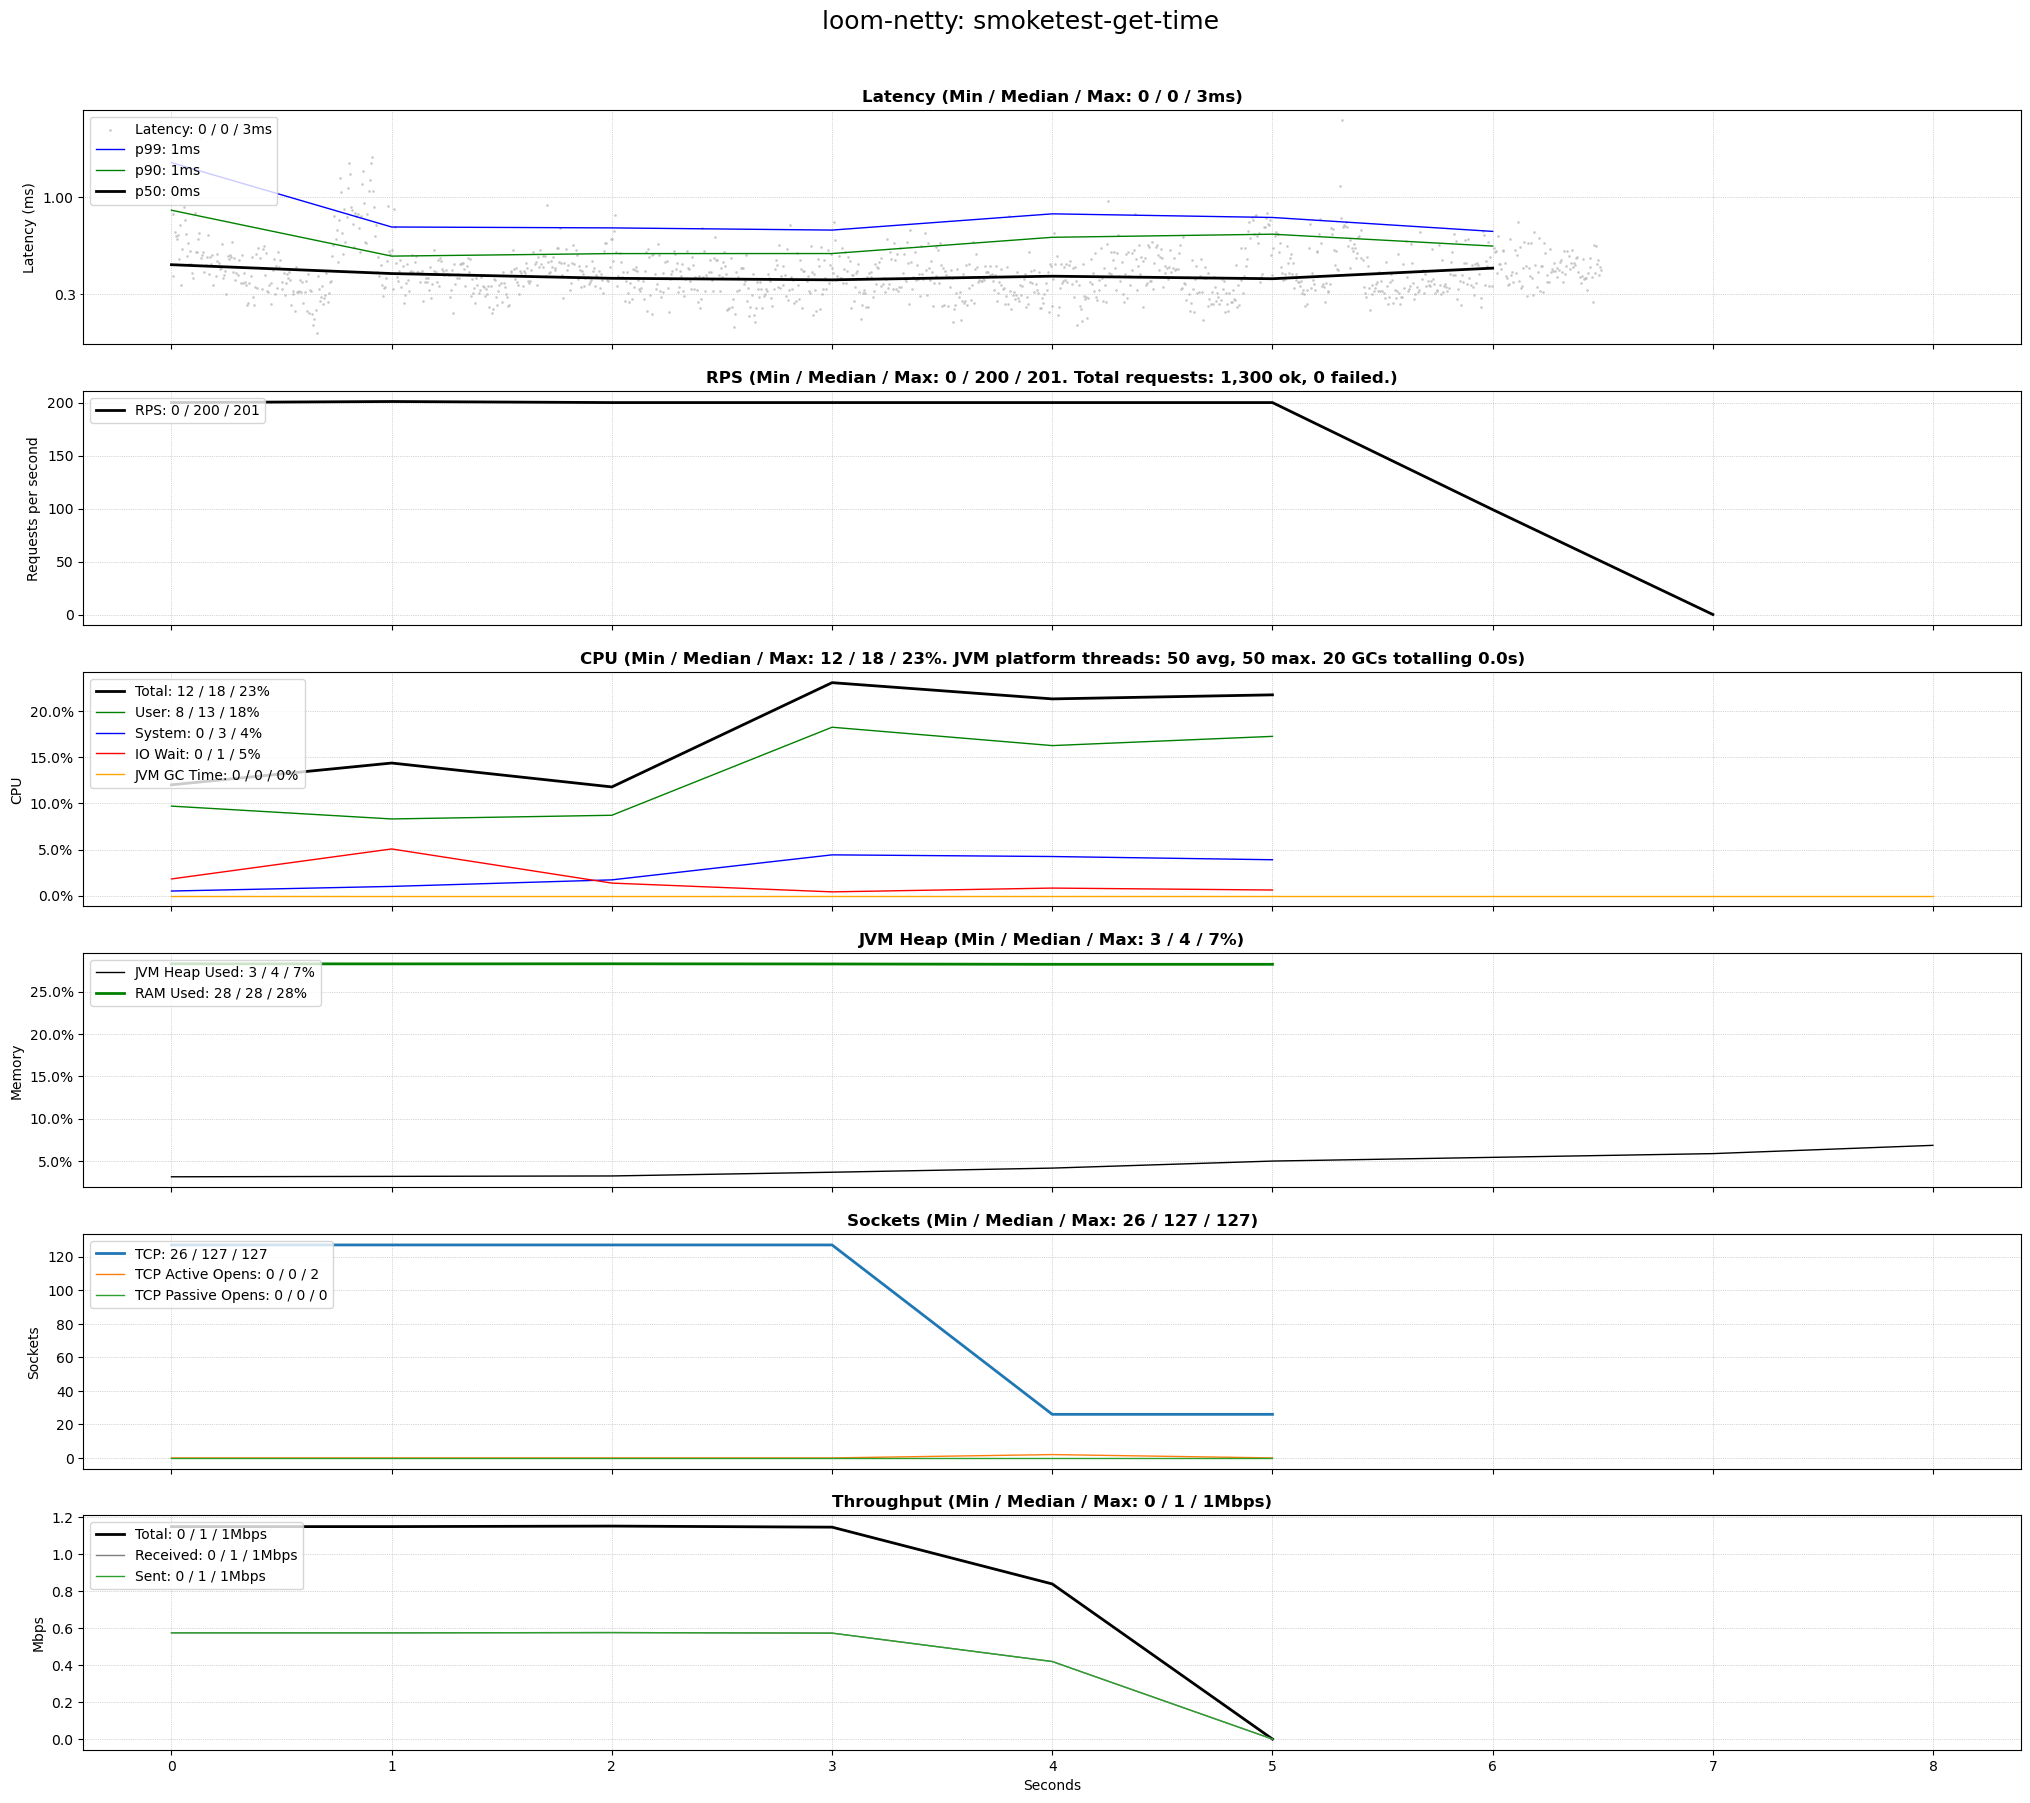 loom-netty: smoketest-get-time
Latency (Min / Median / Max: 0 / 0 / 3ms)
Latency: 0 / 0 / 3ms
p99: 1ms
p90: 1ms
p50: 0ms
Latency (ms)
1.00
0.3
RPS (Min / Median / Max: 0 / 200 / 201. Total requests: 1,300 ok, 0 failed.)
RPS: 0 / 200 / 201
Requests per second
200
150
100
50
0
CPU (Min / Median / Max: 12 / 18 / 23%. JVM platform threads: 50 avg, 50 max. 20 GCs totalling 0.0s)
Total: 12 / 18 / 23%
User: 8 / 13 / 18%
System: 0 / 3 / 4%
IO Wait: 0 / 1 / 5%
JVM GC Time: 0 / 0 / 0%
CPU
20.0%
15.0%
10.0%
5.0%
0.0%
JVM Heap (Min / Median / Max: 3 / 4 / 7%)
JVM Heap Used: 3 / 4 / 7%
RAM Used: 28 / 28 / 28%
Memory
25.0%
20.0%
15.0%
10.0%
5.0%
Sockets (Min / Median / Max: 26 / 127 / 127)
TCP: 26 / 127 / 127
TCP Active Opens: 0 / 0 / 2
TCP Passive Opens: 0 / 0 / 0
Sockets
120
100
80
60
40
20
0
Throughput (Min / Median / Max: 0 / 1 / 1Mbps)
Total: 0 / 1 / 1Mbps
Received: 0 / 1 / 1Mbps
Sent: 0 / 1 / 1Mbps
Mbps
1.2
1.0
0.8
0.6
0.4
0.2
0.0
0 1 2 3 4 5 6 7 8
Seconds